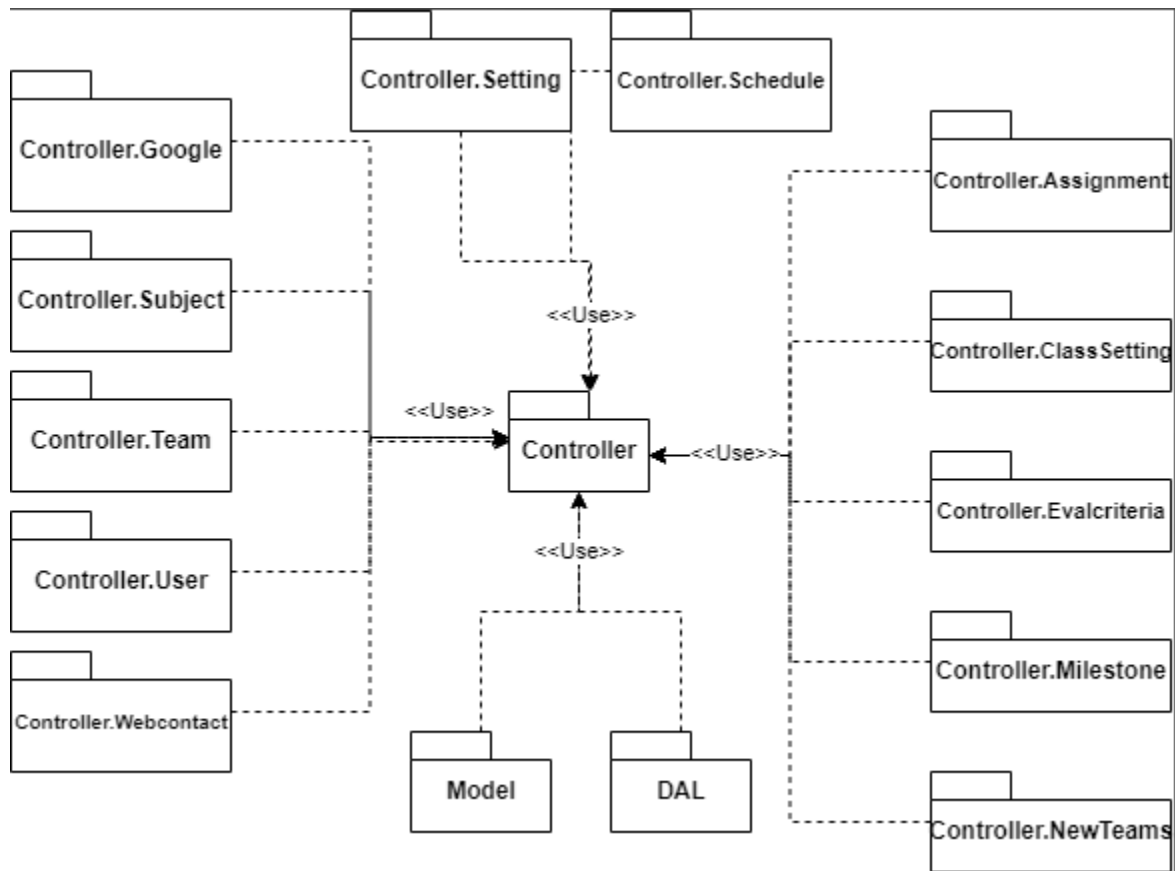 Controller.Setting
Controller.Schedule
Controller.Google
Controller.Assignment
Controller.Subject
<<Use>>
Controller.ClassSetting
<<Use>>
Controller.Team
Controller
<<Use>>
Controller.Evalcriteria
<<Use>>
Controller.User
Controller.Milestone
Controller.Webcontact
Model
DAL
Controller.NewTeams